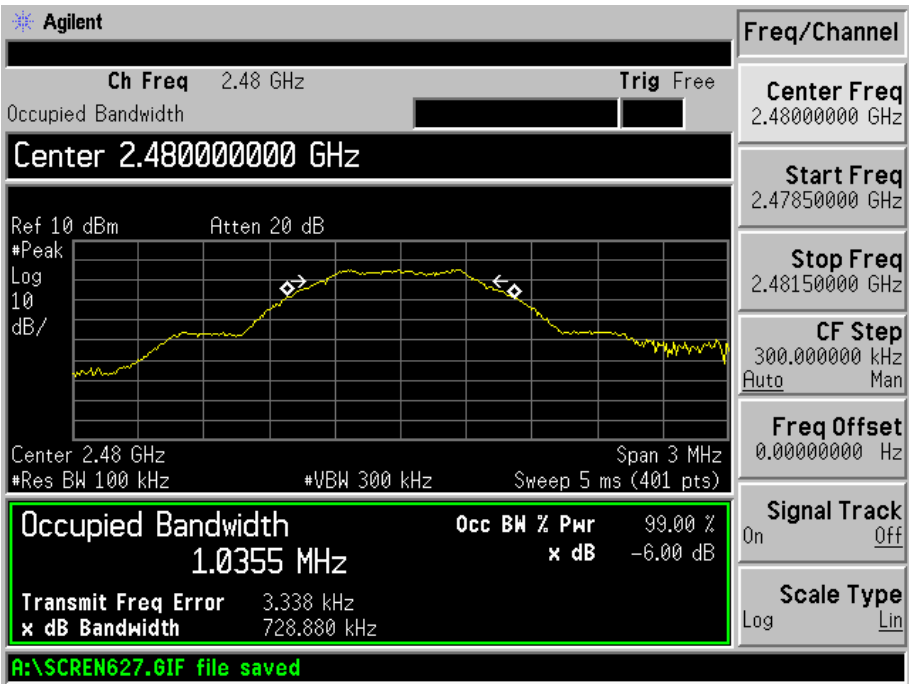 Agilent
Freq/Channel
Ch Freq 2.48 GHz Trig Free
Occupied Bandwidth
Center 2.480000000 GHz
Ref 10 dBm Atten 20 dB
#Peak
Log
10
dB/
Center 2.48 GHz Span 3 MHz
#Res BW 100 kHz #VBW 300 kHz Sweep 5 ms (401 pts)
Occupied Bandwidth Occ BW % Pwr 99.00 %
1.0355 MHz x dB -6.00 dB
Transmit Freq Error 3.338 kHz
x dB Bandwidth 728.880 kHz
A:\SCREN627.GIF file saved
Center Freq
2.48000000 GHz
Start Freq
2.47850000 GHz
Stop Freq
2.48150000 GHz
CF Step
300.000000 kHz
Auto Man
Freq Offset
0.00000000 Hz
Signal Track
On Off
Scale Type
Log Lin